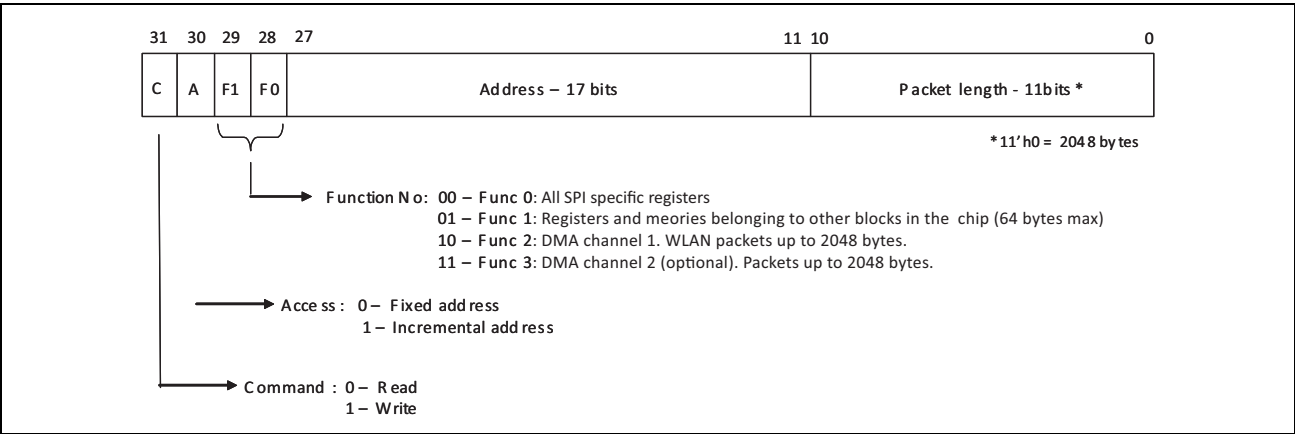 31 30 29 28 27 11 10 0
C A F1 F0 Address – 17 bits Packet length - 11bits *
*11'h0 = 2048 bytes
Function No: 00 – Func 0: All SPI specific registers
01 – Func 1: Registers and meories belonging to other blocks in the chip (64 bytes max)
10 – Func 2: DMA channel 1. WLAN packets up to 2048 bytes.
11 – Func 3: DMA channel 2 (optional). Packets up to 2048 bytes.
Access : 0 – Fixed address
1 – Incremental address
Command : 0 – Read
1 – Write